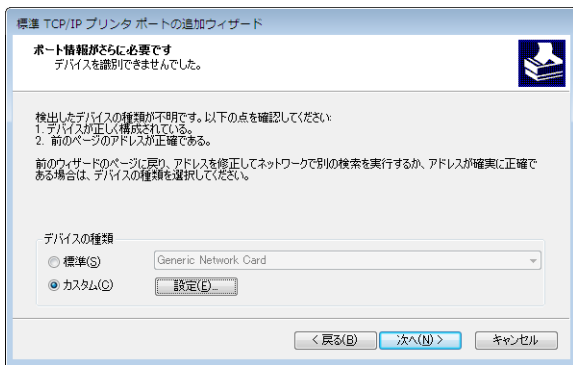 標準 TCP/IP プリンタ ポートの追加ウィザード
ポート情報がさらに必要です
デバイスを識別できませんでした。
検出したデバイスの種類が不明です。以下の点を確認してください:
1. デバイスが正しく構成されている。
2. 前のページのアドレスが正確である。
前のウィザードのページに戻り、アドレスを修正してネットワークで別の検索を実行するか、アドレスが確実に正確で
ある場合は、デバイスの種類を選択してください。
デバイスの種類
標準(S)
Generic Network Card
カスタム(C)
設定(E)...
< 戻る(B)
次へ(N) >
キャンセル